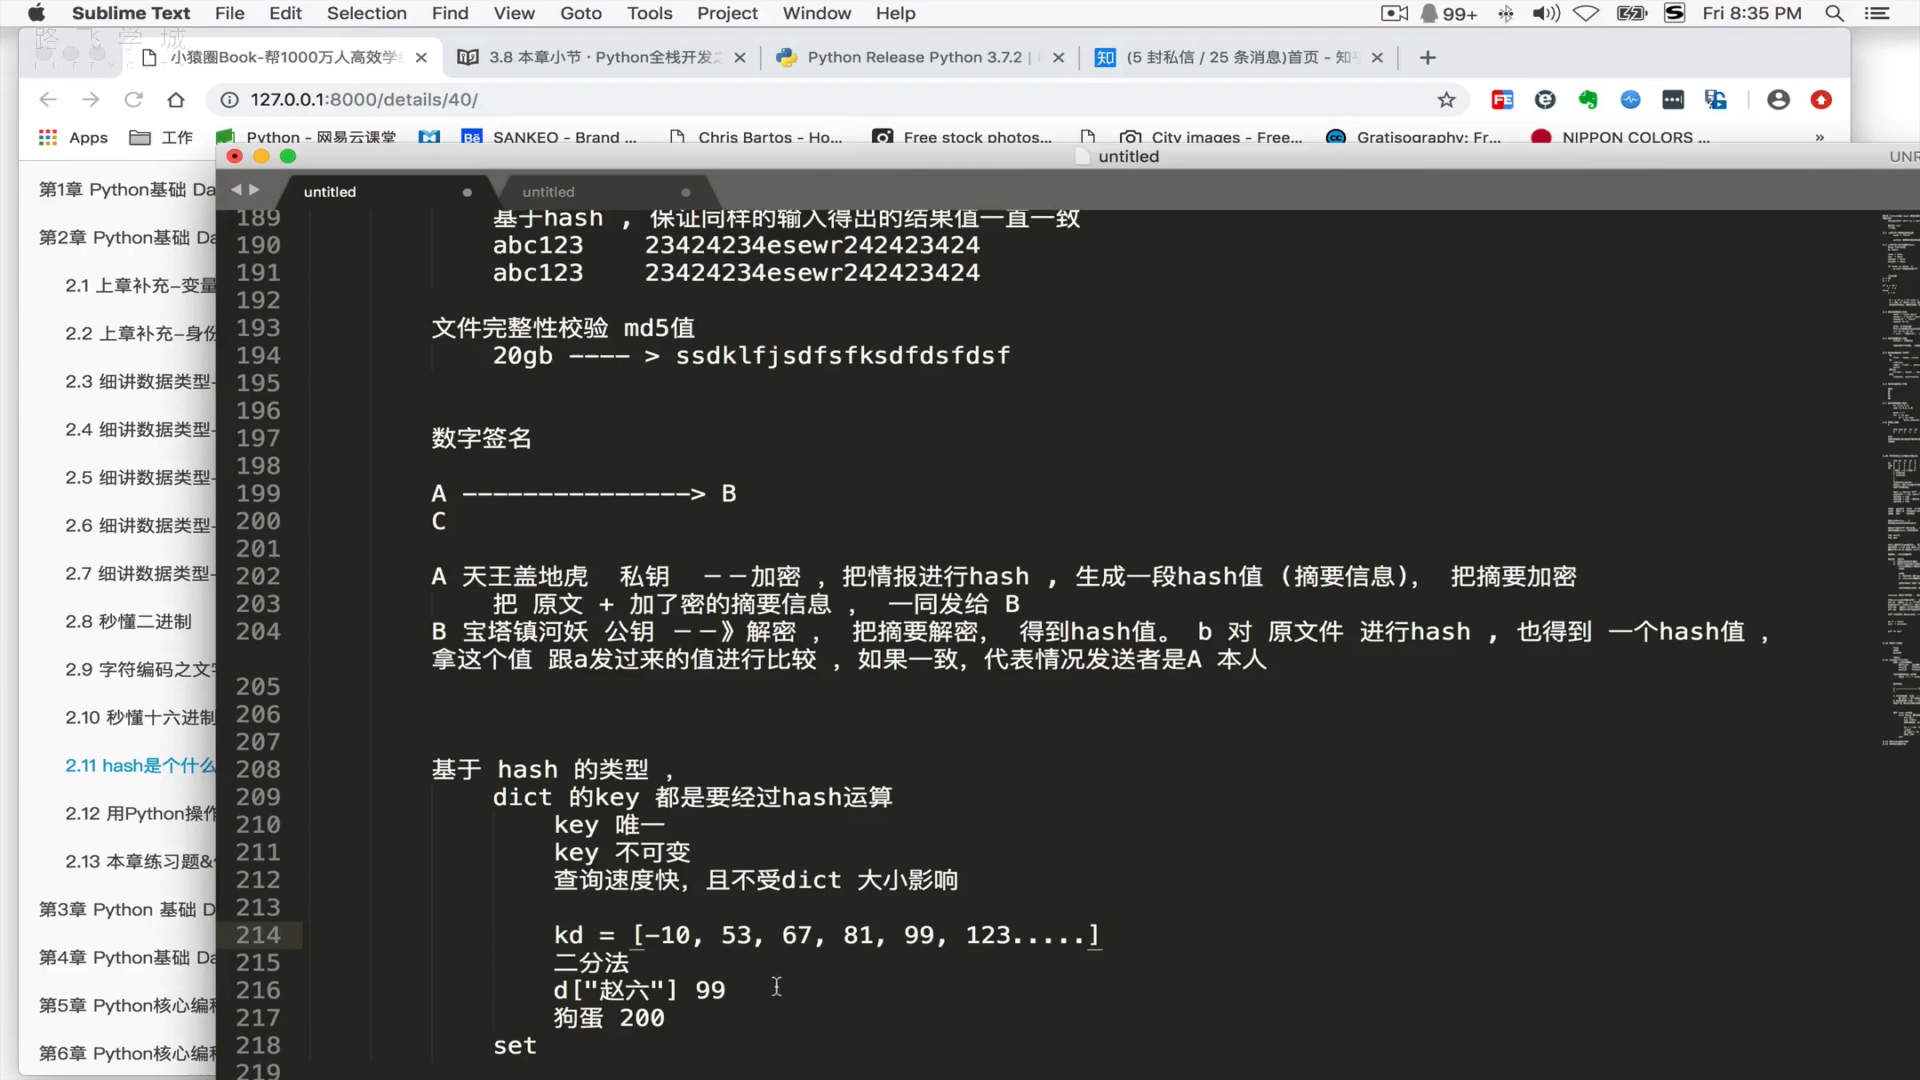 Sublime Text File Edit Selection Find View Goto Tools Project Window Help 99+ Fri 8:35 PM
路飞学城
小猿圈Book-帮1000万人高效学 3.8 本章小节 · Python全栈开发之 Python Release Python 3.7.2 | (5 封私信 / 25 条消息)首页 - 知
127.0.0.1:8000/details/40/
Apps 工作 Python - 网易云课堂 SANKEO - Brand ... Chris Bartos - Ho... Free stock photos... City images - Free... Gratisography: Fr... NIPPON COLORS ... »
untitled
untitled untitled
第1章 Python基础 Da
第2章 Python基础 Da
2.1 上章补充-变量
2.2 上章补充-身份
2.3 细讲数据类型-
2.4 细讲数据类型-
2.5 细讲数据类型-
2.6 细讲数据类型-
2.7 细讲数据类型-
2.8 秒懂二进制
2.9 字符编码之文字
2.10 秒懂十六进制
2.11 hash是个什么
2.12 用Python操作
2.13 本章练习题&
第3章 Python 基础 D
第4章 Python基础 Da
第5章 Python核心编程
第6章 Python核心编程
189 基于hash , 保证同样的输入得出的结果值一直一致
190 abc123 23424234esewr242423424
191 abc123 23424234esewr242423424
192
193 文件完整性校验 md5值
194 20gb ---- > ssdklfjsdfsfksdfdsfdsf
195
196
197 数字签名
198
199 A ---------------> B
200 C
201
202 A 天王盖地虎 私钥 --加密 , 把情报进行hash , 生成一段hash值 (摘要信息), 把摘要加密
203 把 原文 + 加了密的摘要信息 , 一同发给 B
204 B 宝塔镇河妖 公钥 --》解密 , 把摘要解密, 得到hash值。 b 对 原文件 进行hash , 也得到 一个hash值 ,
拿这个值 跟a发过来的值进行比较 , 如果一致, 代表情况发送者是A 本人
205
206
207
208 基于 hash 的类型 ,
209 dict 的key 都是要经过hash运算
210 key 唯一
211 key 不可变
212 查询速度快, 且不受dict 大小影响
213
214 kd = [-10, 53, 67, 81, 99, 123.....]
215 二分法
216 d["赵六"] 99
217 狗蛋 200
218 set
219